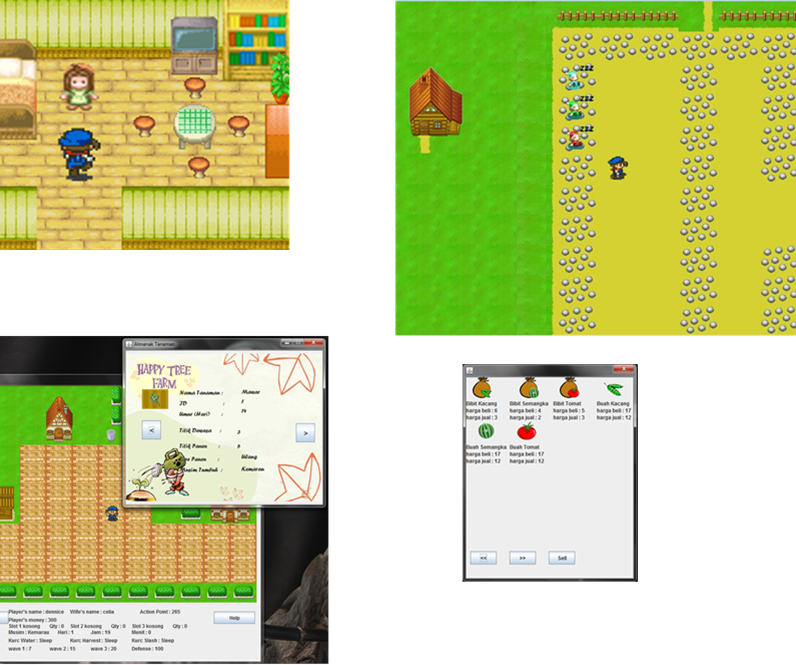 zzz
zzz
zzz
Almanak Tanaman
HAPPY TREE
FARM
Nama Tanaman : Mawar
ID : 1
Umur (Hari) : 14
Titik Dewasa : 3
Titik Panen : 8
Panen : Ulang
Musim Tumbuh : Kemarau
<
>
Player's name : dennice Wife's name : celia Action Point : 265
Player's money : 300
Slot 1 kosong Qty : 0 Slot 2 kosong Qty : 0 Slot 3 kosong Qty : 0
Musim : Kemarau Hari : 1 Jam : 19 Menit : 0
Kurc Water : Sleep Kurc Harvest : Sleep Kurc Slash : Sleep
wave 1 : 7 wave 2 : 15 wave 3 : 20 Defense : 100
Help
Bibit Kacang Bibit Semangka Bibit Tomat Buah Kacang
harga beli : 6 harga beli : 4 harga beli : 5 harga beli : 17
harga jual : 3 harga jual : 2 harga jual : 3 harga jual : 12
Buah Semangka Buah Tomat
harga beli : 17 harga beli : 17
harga jual : 12 harga jual : 12
<< >> Sell